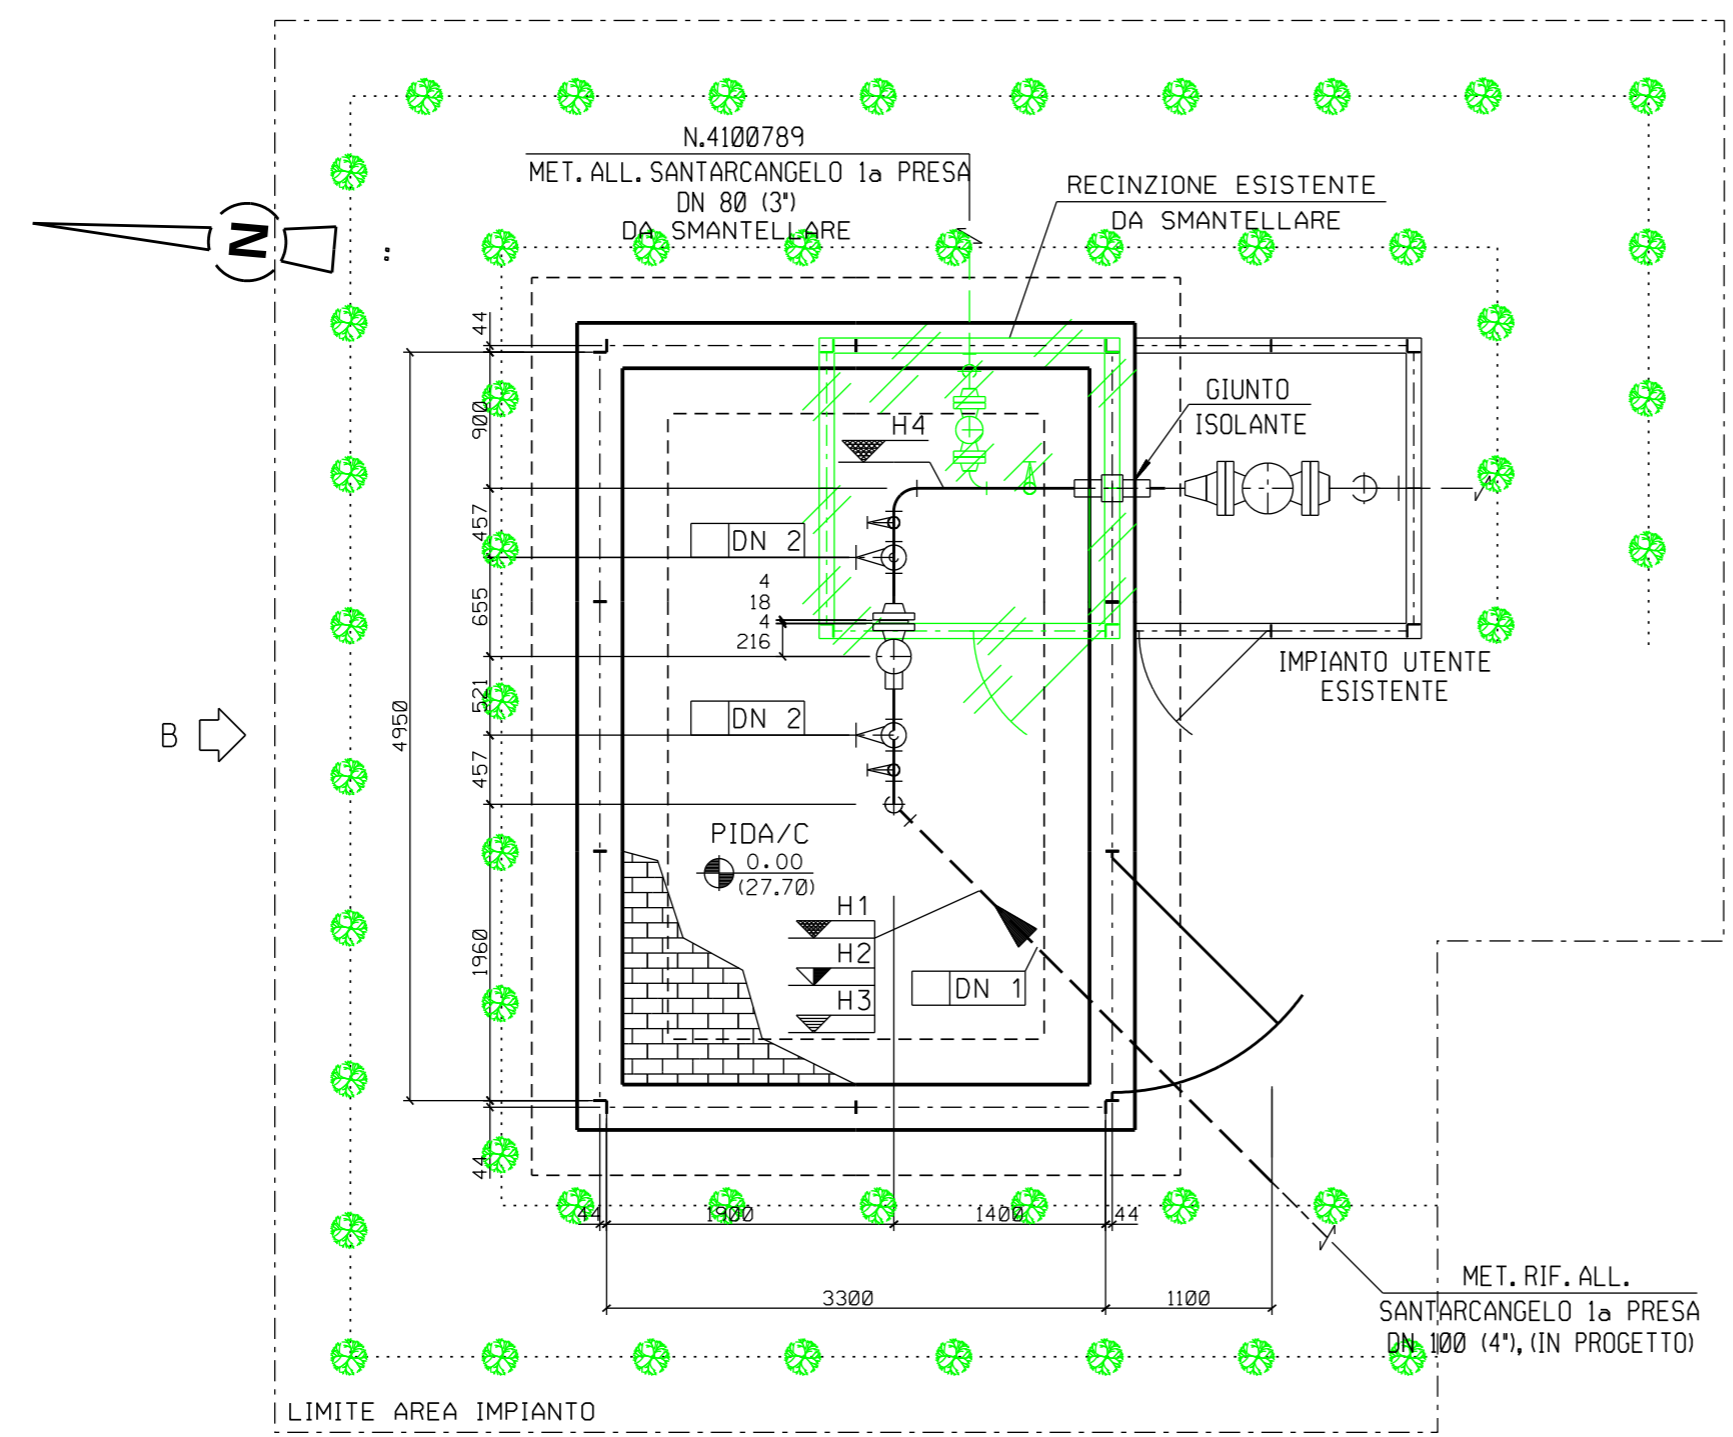 N.4100789
MET. ALL. SANTARCANGELO 1a PRESA
DN 80 (3")
DA SMANTELLARE
RECINZIONE ESISTENTE
DA SMANTELLARE
N
44
900
H4
GIUNTO
ISOLANTE
457
DN 2
4
18
4
216
655
IMPIANTO UTENTE
ESISTENTE
521
DN 2
B
4950
457
PIDA/C
0.00
(27.70)
H1
H2
H3
DN 1
1960
44
44
1900
1400
44
3300
1100
MET. RIF. ALL.
SANTARCANGELO 1a PRESA
DN 100 (4"), (IN PROGETTO)
LIMITE AREA IMPIANTO